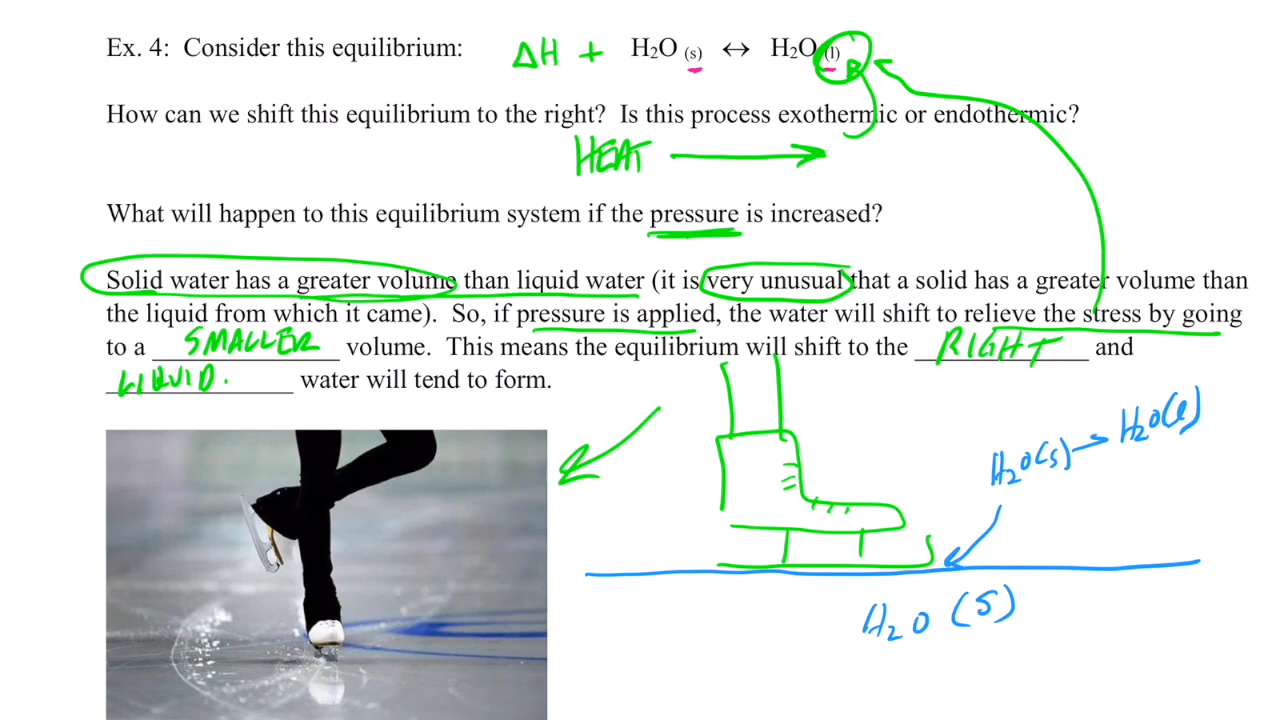 Ex. 4: Consider this equilibrium: ΔH + H₂O (s) ↔ H₂O (l)
How can we shift this equilibrium to the right? Is this process exothermic or endothermic?
HEAT
What will happen to this equilibrium system if the pressure is increased?
Solid water has a greater volume than liquid water (it is very unusual that a solid has a greater volume than
the liquid from which it came). So, if pressure is applied, the water will shift to relieve the stress by going
to a SMALLER volume. This means the equilibrium will shift to the RIGHT and
LIQUID. water will tend to form.
H₂O(s) → H₂O(l)
H₂O (S)